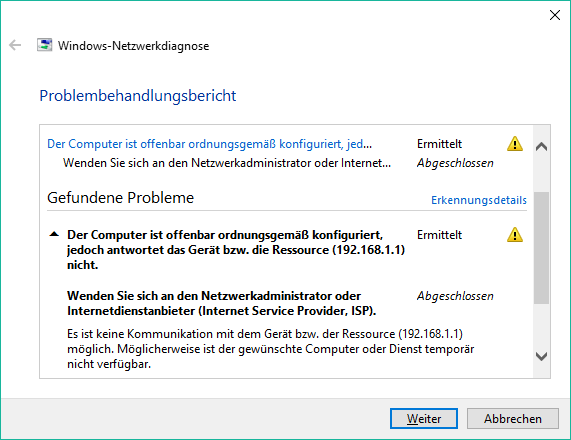 Windows-Netzwerkdiagnose
Problembehandlungsbericht
Der Computer ist offenbar ordnungsgemäß konfiguriert, jed... Ermittelt
Wenden Sie sich an den Netzwerkadministrator oder Internet... Abgeschlossen
Gefundene Probleme Erkennungsdetails
Der Computer ist offenbar ordnungsgemäß konfiguriert, Ermittelt
jedoch antwortet das Gerät bzw. die Ressource (192.168.1.1)
nicht.
Wenden Sie sich an den Netzwerkadministrator oder Abgeschlossen
Internetdienstanbieter (Internet Service Provider, ISP).
Es ist keine Kommunikation mit dem Gerät bzw. der Ressource (192.168.1.1)
möglich. Möglicherweise ist der gewünschte Computer oder Dienst temporär
nicht verfügbar.
Weiter Abbrechen